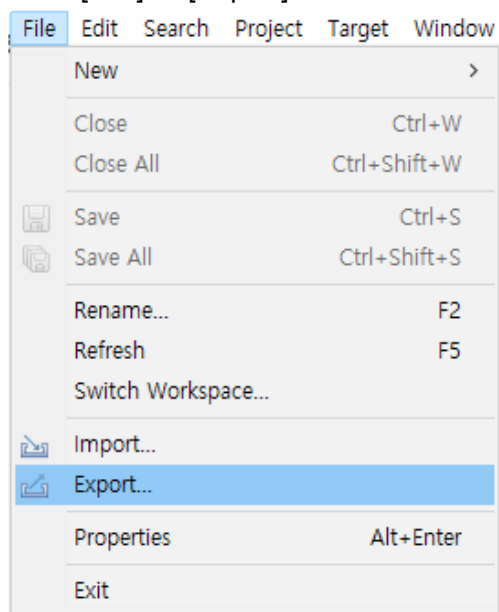 File Edit Search Project Target Window
New >
Close Ctrl+W
Close All Ctrl+Shift+W
Save Ctrl+S
Save All Ctrl+Shift+S
Rename... F2
Refresh F5
Switch Workspace...
Import...
Export...
Properties Alt+Enter
Exit